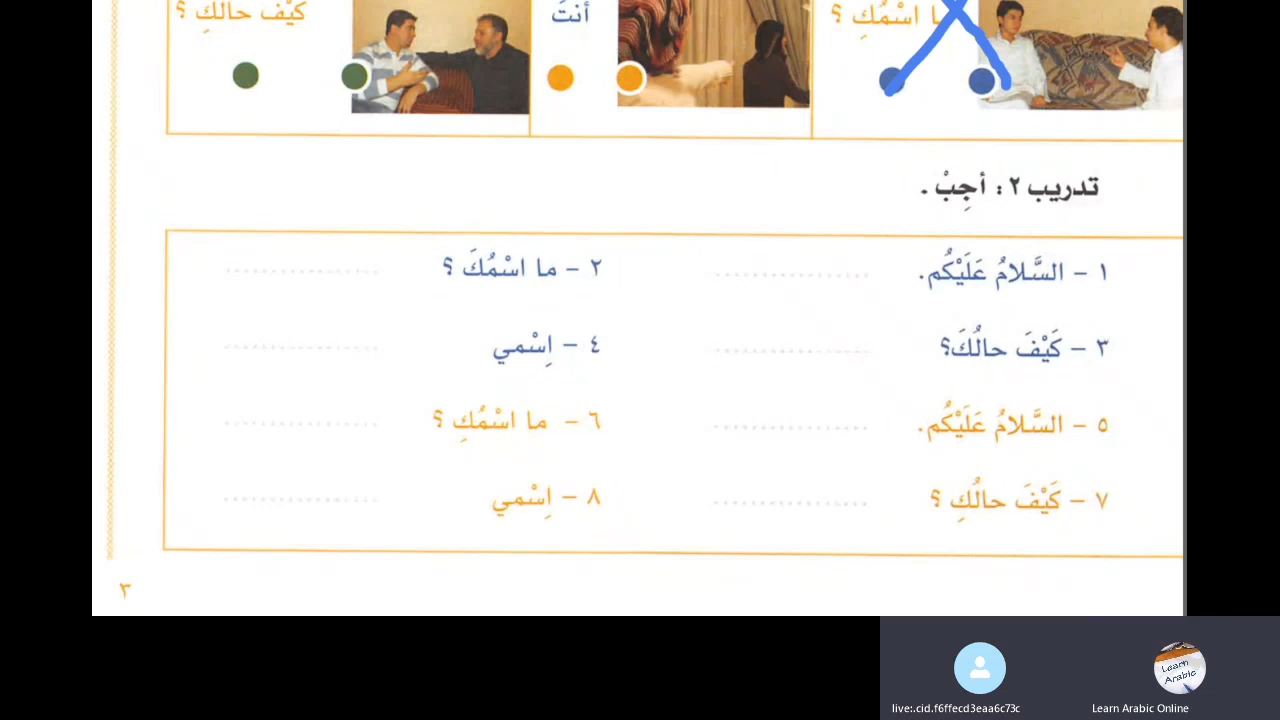 ا اسْمُكِ ؟ أنتَ كَيْفَ حالُكِ ؟
تدريب ٢ : أجِبْ .
١ – السَّلامُ عَلَيْكُم. .................. ٢ – ما اسْمُكَ ؟ ..................
٣ – كَيْفَ حالُكَ؟ .................. ٤ – اِسْمي ..................
٥ – السَّلامُ عَلَيْكُم. .................. ٦ – ما اسْمُكِ ؟ ..................
٧ – كَيْفَ حالُكِ ؟ .................. ٨ – اِسْمي ..................
٣
Learn Arabic
live:.cid.f6ffecd3eaa6c73c Learn Arabic Online